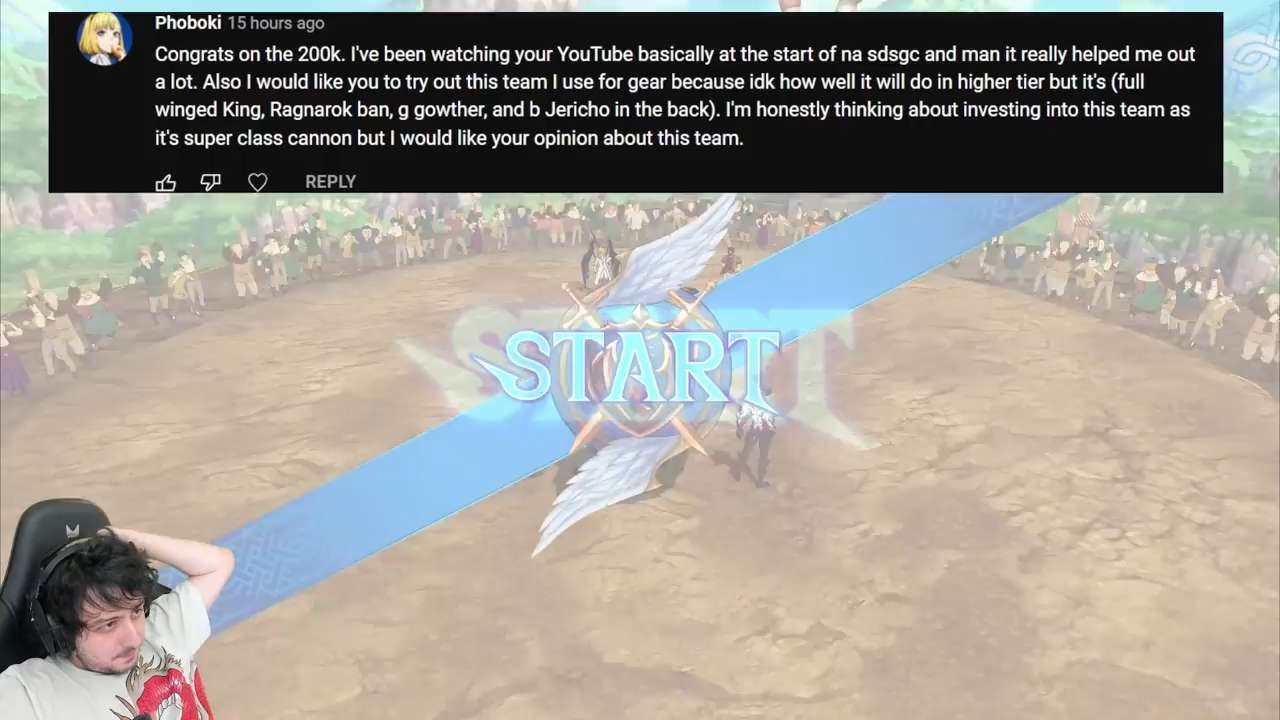 Phoboki 15 hours ago
Congrats on the 200k. I've been watching your YouTube basically at the start of na sdsgc and man it really helped me out
a lot. Also I would like you to try out this team I use for gear because idk how well it will do in higher tier but it's (full
winged King, Ragnarok ban, g gowther, and b Jericho in the back). I'm honestly thinking about investing into this team as
it's super class cannon but I would like your opinion about this team.
REPLY
START